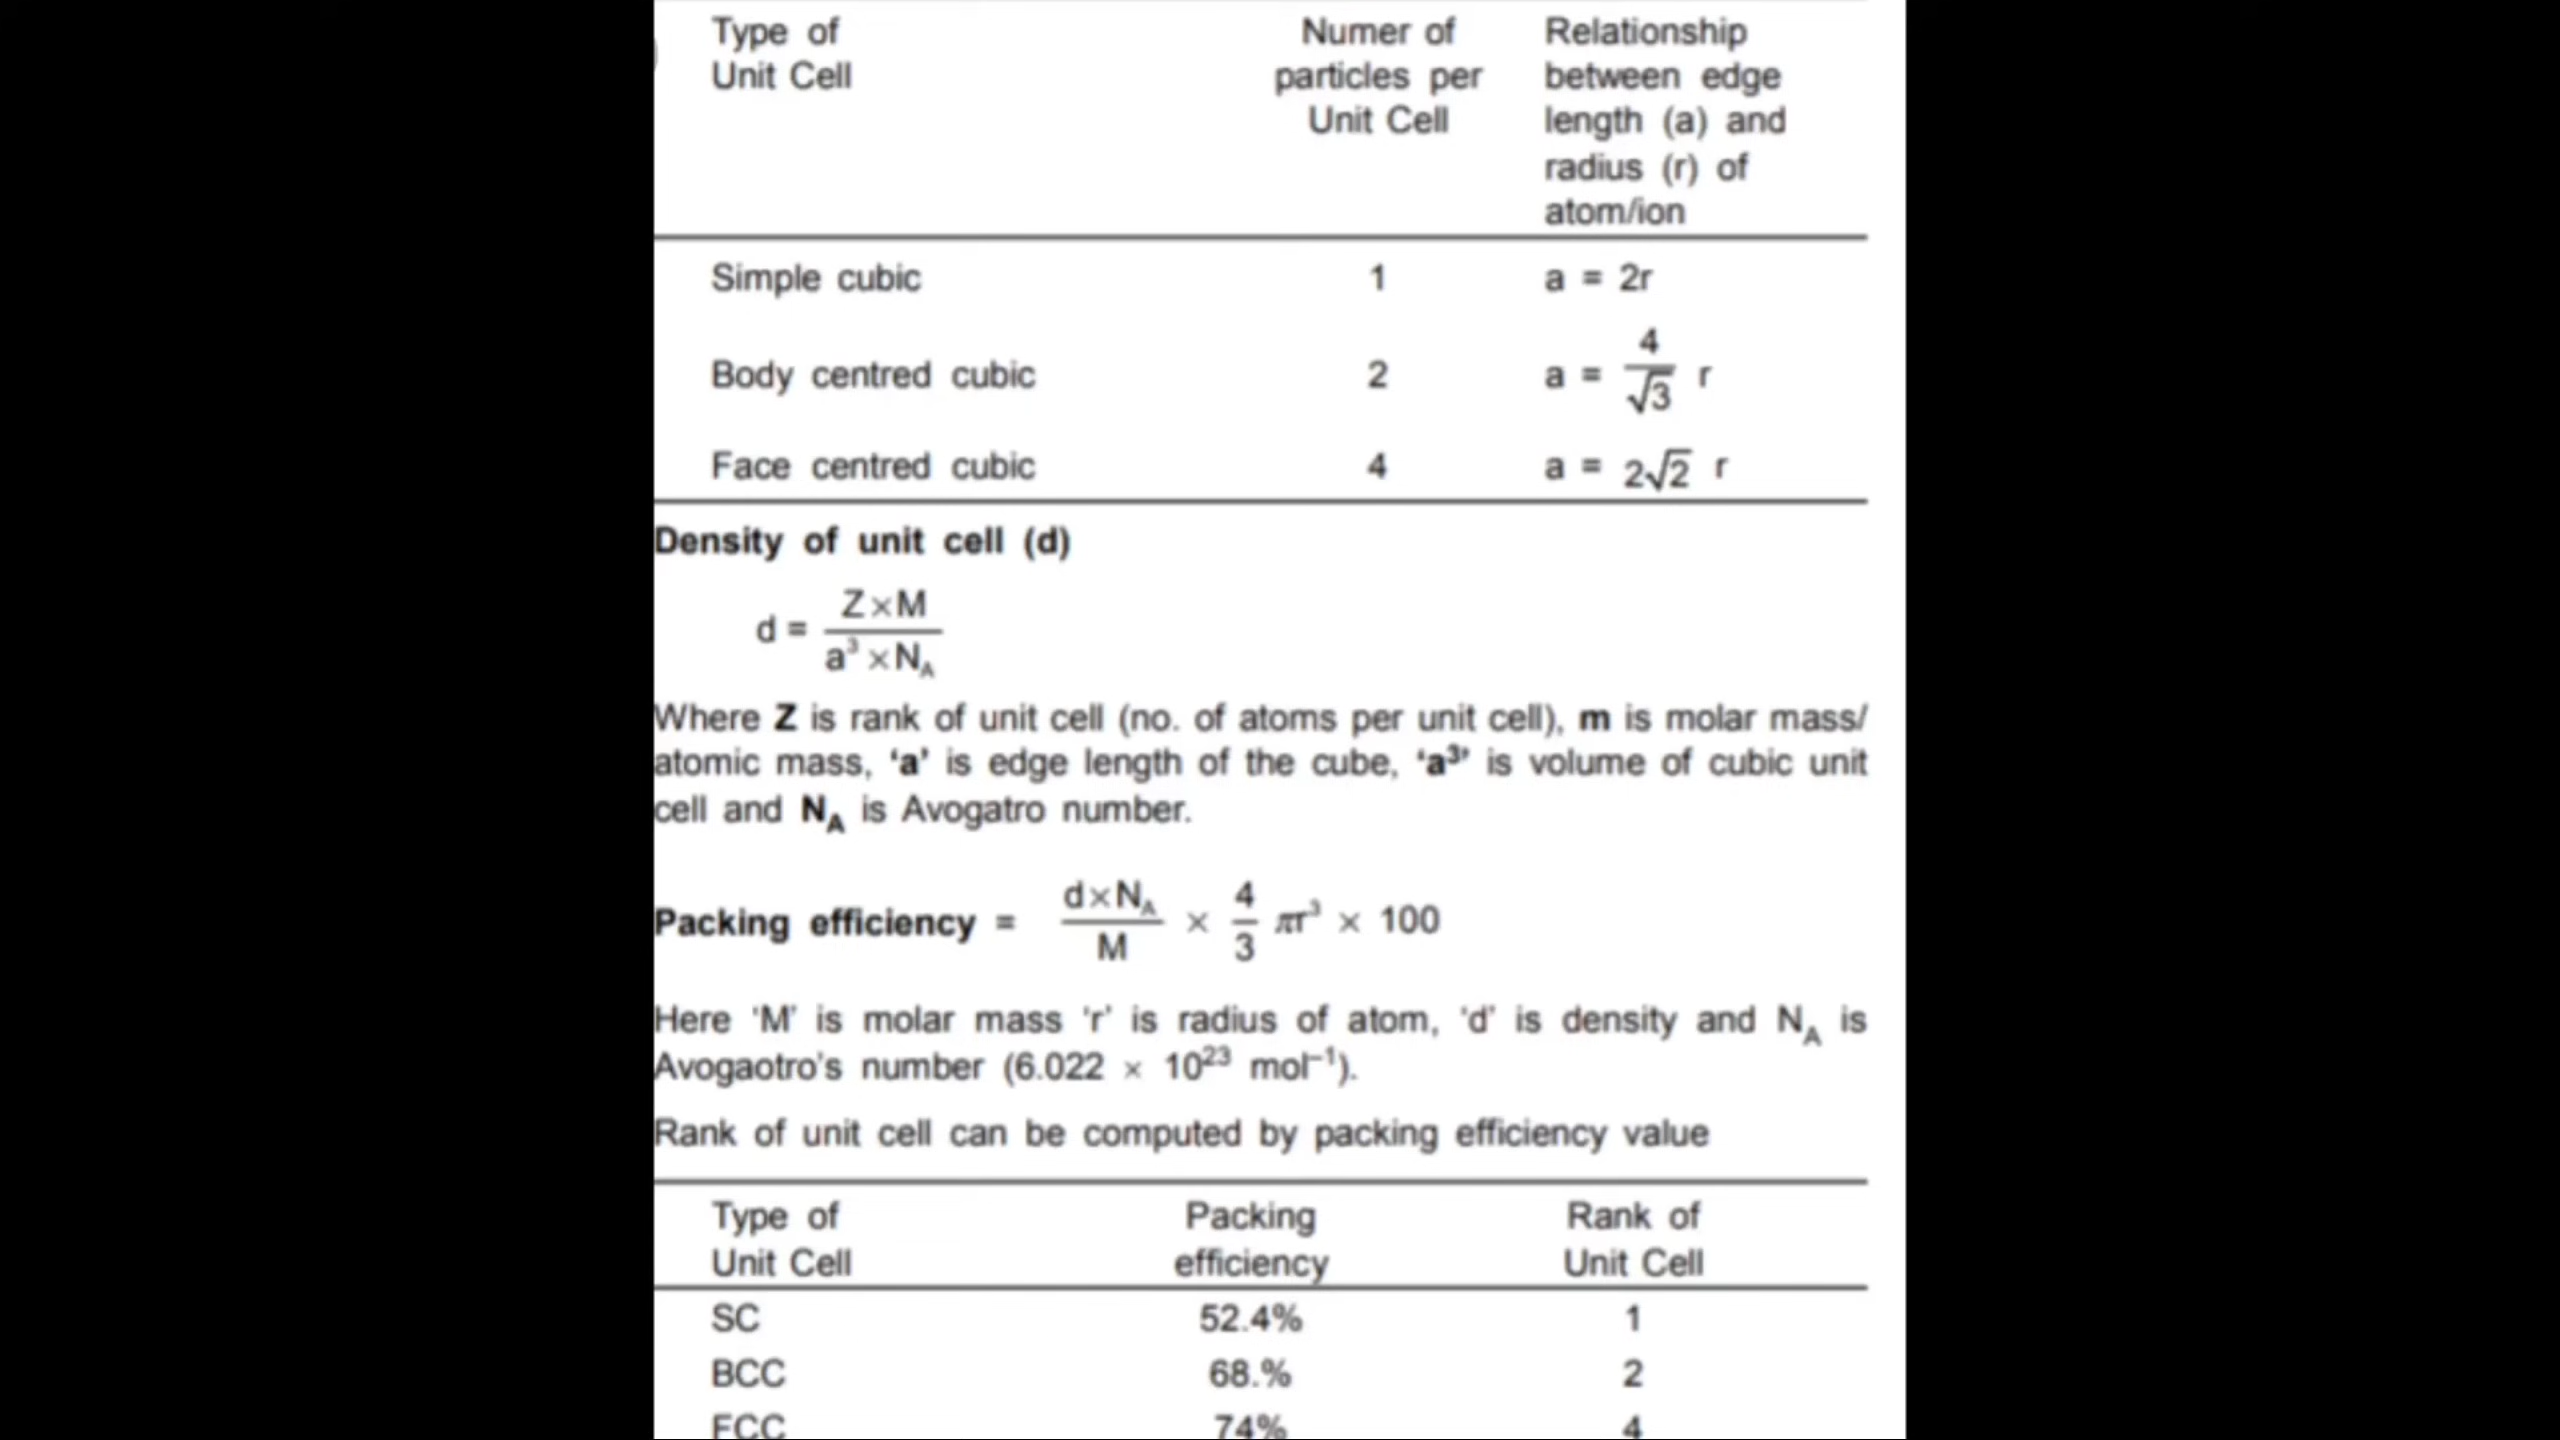 Type of Numer of Relationship
Unit Cell particles per between edge
Unit Cell length (a) and
radius (r) of
atom/ion
Simple cubic 1 a = 2r
Body centred cubic 2 a = 4/√3 r
Face centred cubic 4 a = 2√2 r
Density of unit cell (d)
d = Z×M / a³×N_A
Where Z is rank of unit cell (no. of atoms per unit cell), m is molar mass/
atomic mass, ‘a’ is edge length of the cube, ‘a³’ is volume of cubic unit
cell and N_A is Avogatro number.
Packing efficiency = d×N_A / M × 4/3 πr³ × 100
Here ‘M’ is molar mass ‘r’ is radius of atom, ‘d’ is density and N_A is
Avogaotro’s number (6.022 × 10²³ mol⁻¹).
Rank of unit cell can be computed by packing efficiency value
Type of Packing Rank of
Unit Cell efficiency Unit Cell
SC 52.4% 1
BCC 68.% 2
FCC 74% 4